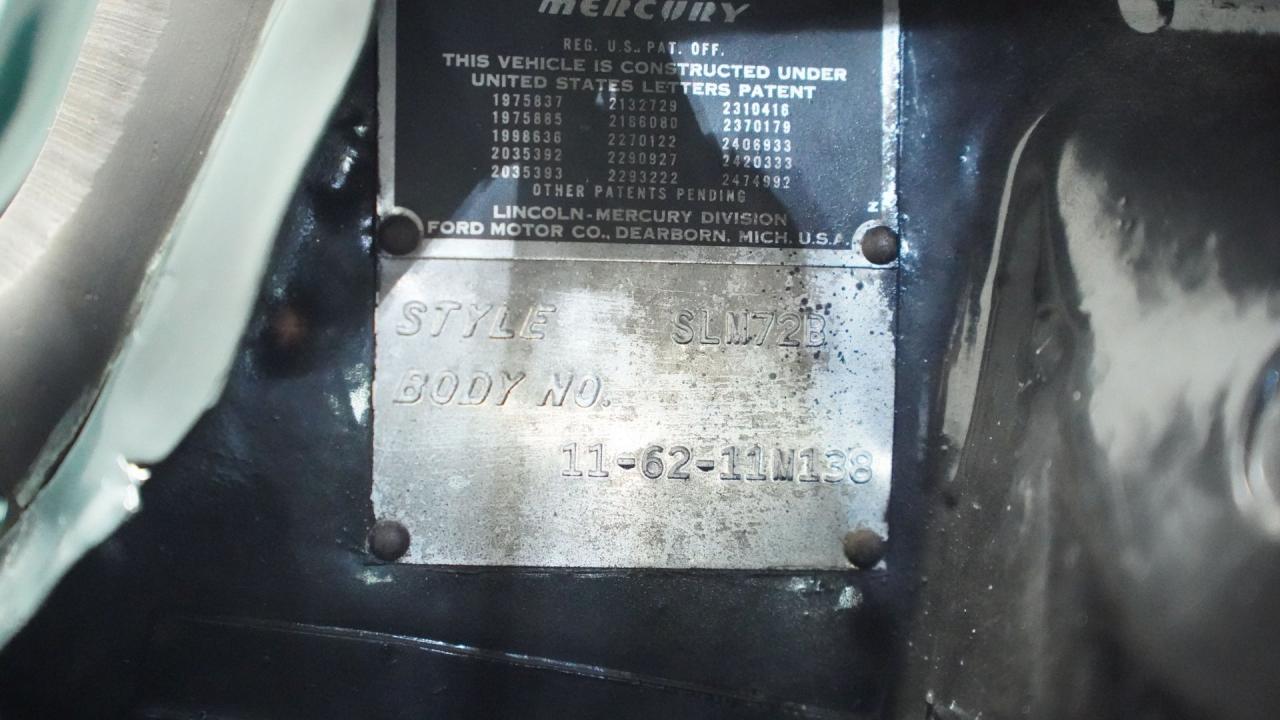 MERCURY
REG. U.S. PAT. OFF.
THIS VEHICLE IS CONSTRUCTED UNDER
UNITED STATES LETTERS PATENT
1975837 2132729 2310416
1975885 2186080 2370179
1998636 2270122 2406933
2035392 2290927 2420333
2035393 2293222 2474992
OTHER PATENTS PENDING
Z
LINCOLN-MERCURY DIVISION
FORD MOTOR CO., DEARBORN, MICH. U.S.A.
STYLE SLM72B
BODY NO.
11-62-11M138